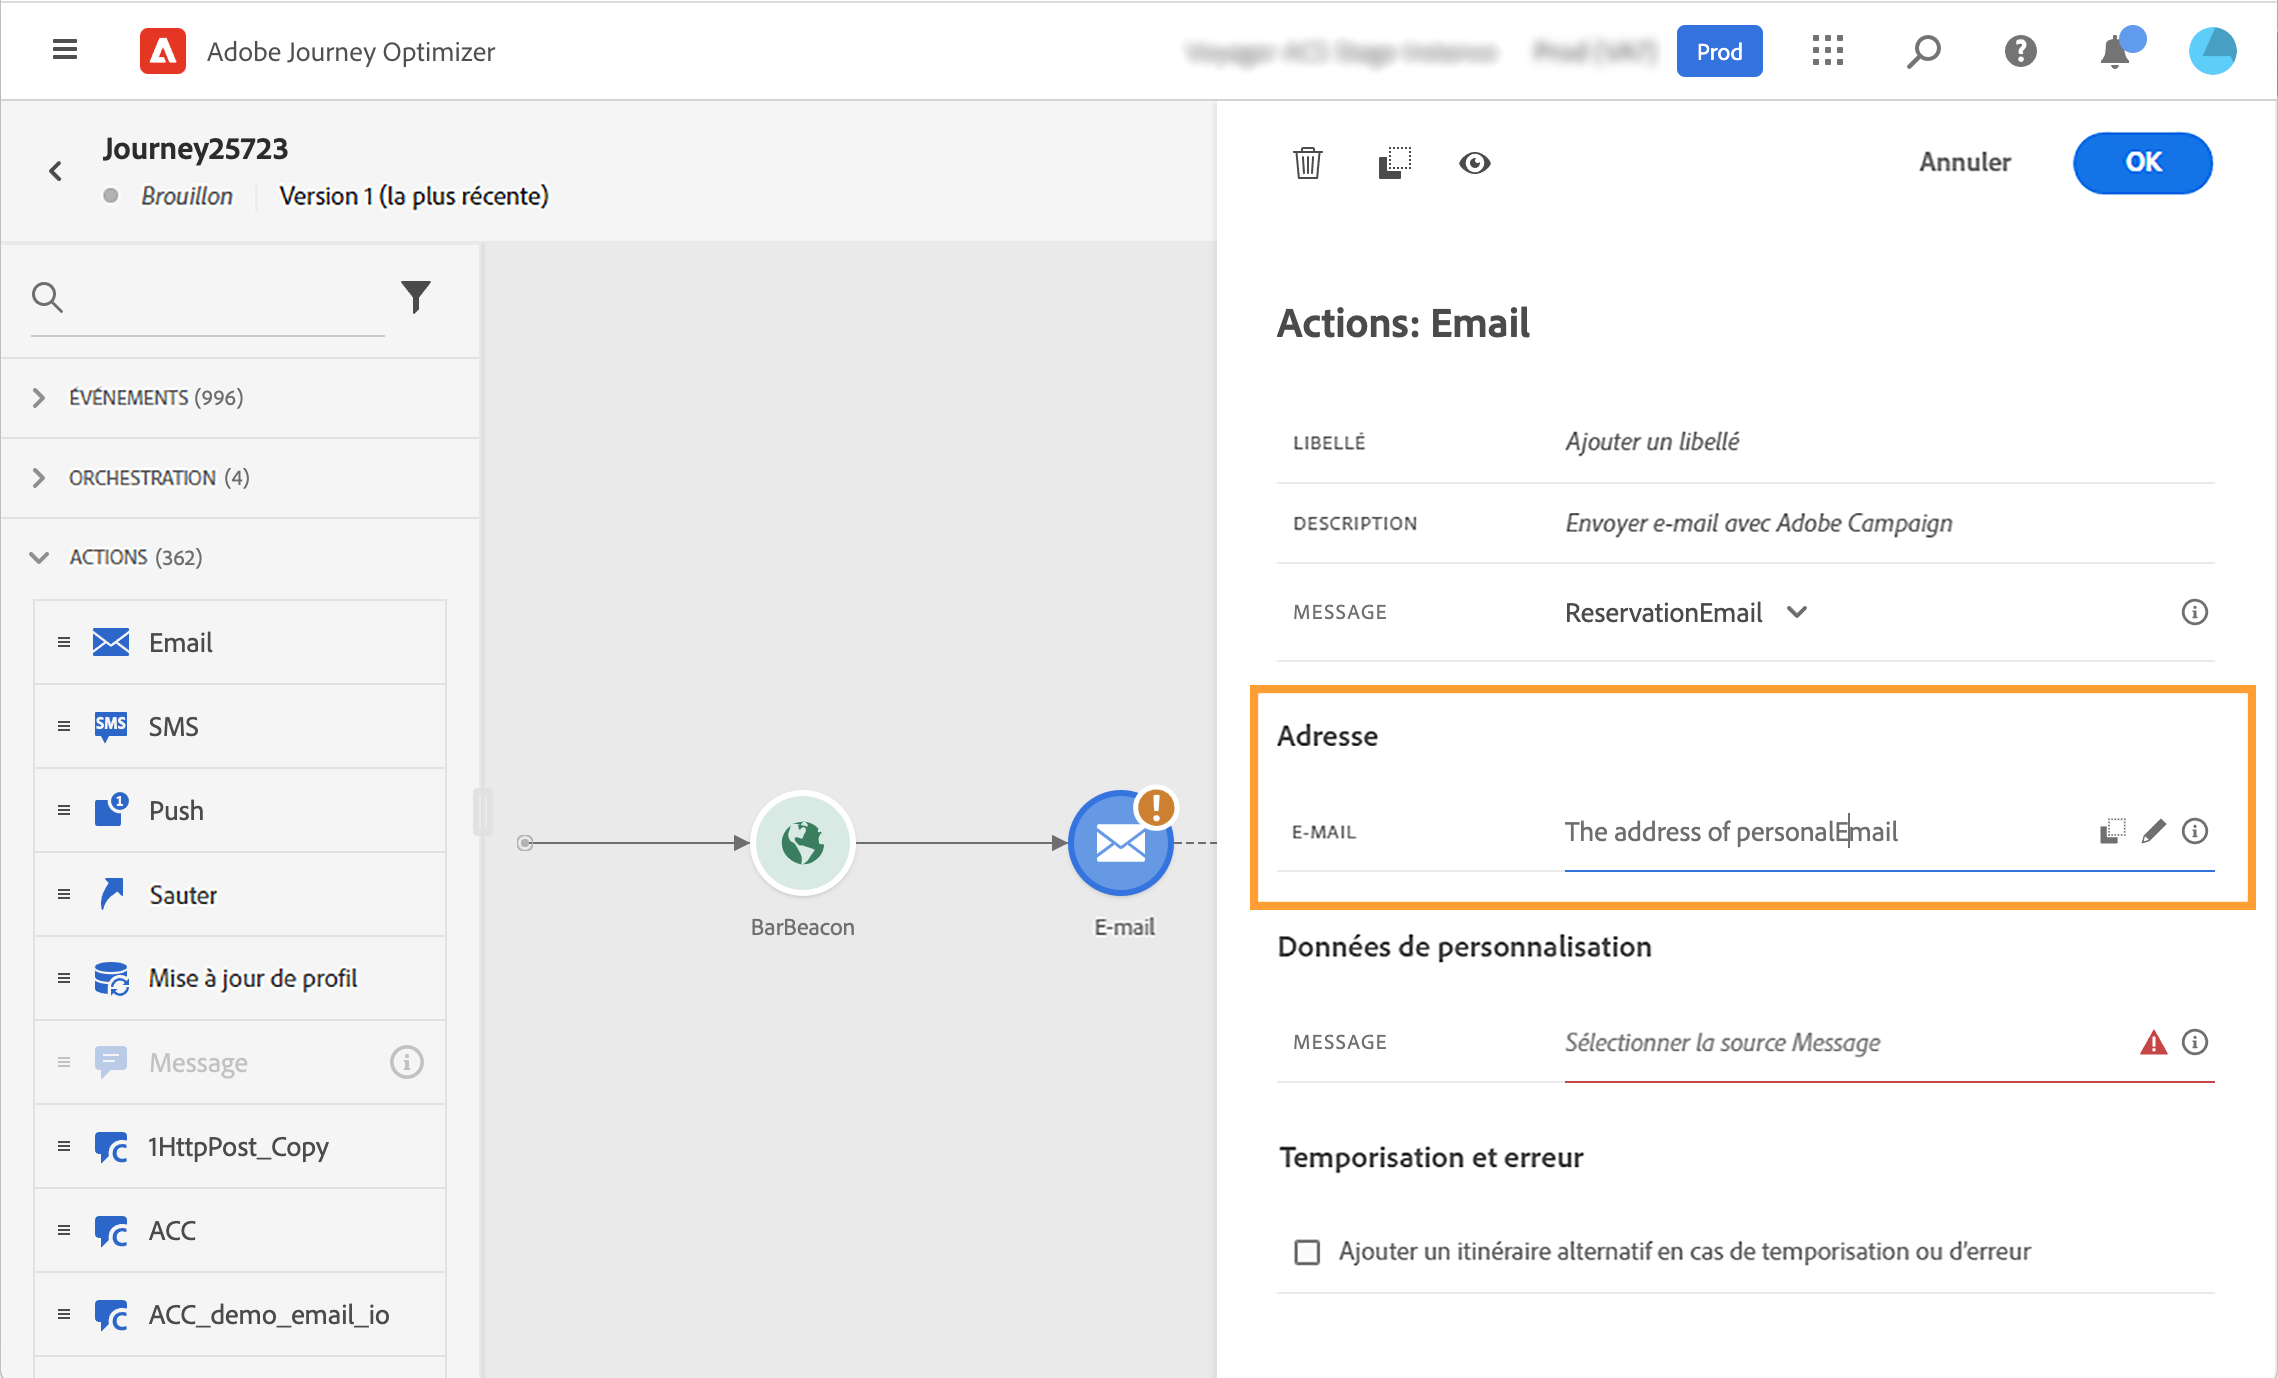 Adobe Journey Optimizer
Prod
Journey25723
Brouillon
Version 1 (la plus récente)
Annuler
OK
ÉVÉNEMENTS (996)
ORCHESTRATION (4)
ACTIONS (362)
Email
SMS
SMS
1
Push
Sauter
Mise à jour de profil
Message
1HttpPost_Copy
ACC
ACC_demo_email_io
BarBeacon
E-mail
Actions: Email
LIBELLÉ
Ajouter un libellé
DESCRIPTION
Envoyer e-mail avec Adobe Campaign
MESSAGE
ReservationEmail
Adresse
E-MAIL
The address of personalEmail
Données de personnalisation
MESSAGE
Sélectionner la source Message
Temporisation et erreur
Ajouter un itinéraire alternatif en cas de temporisation ou d'erreur